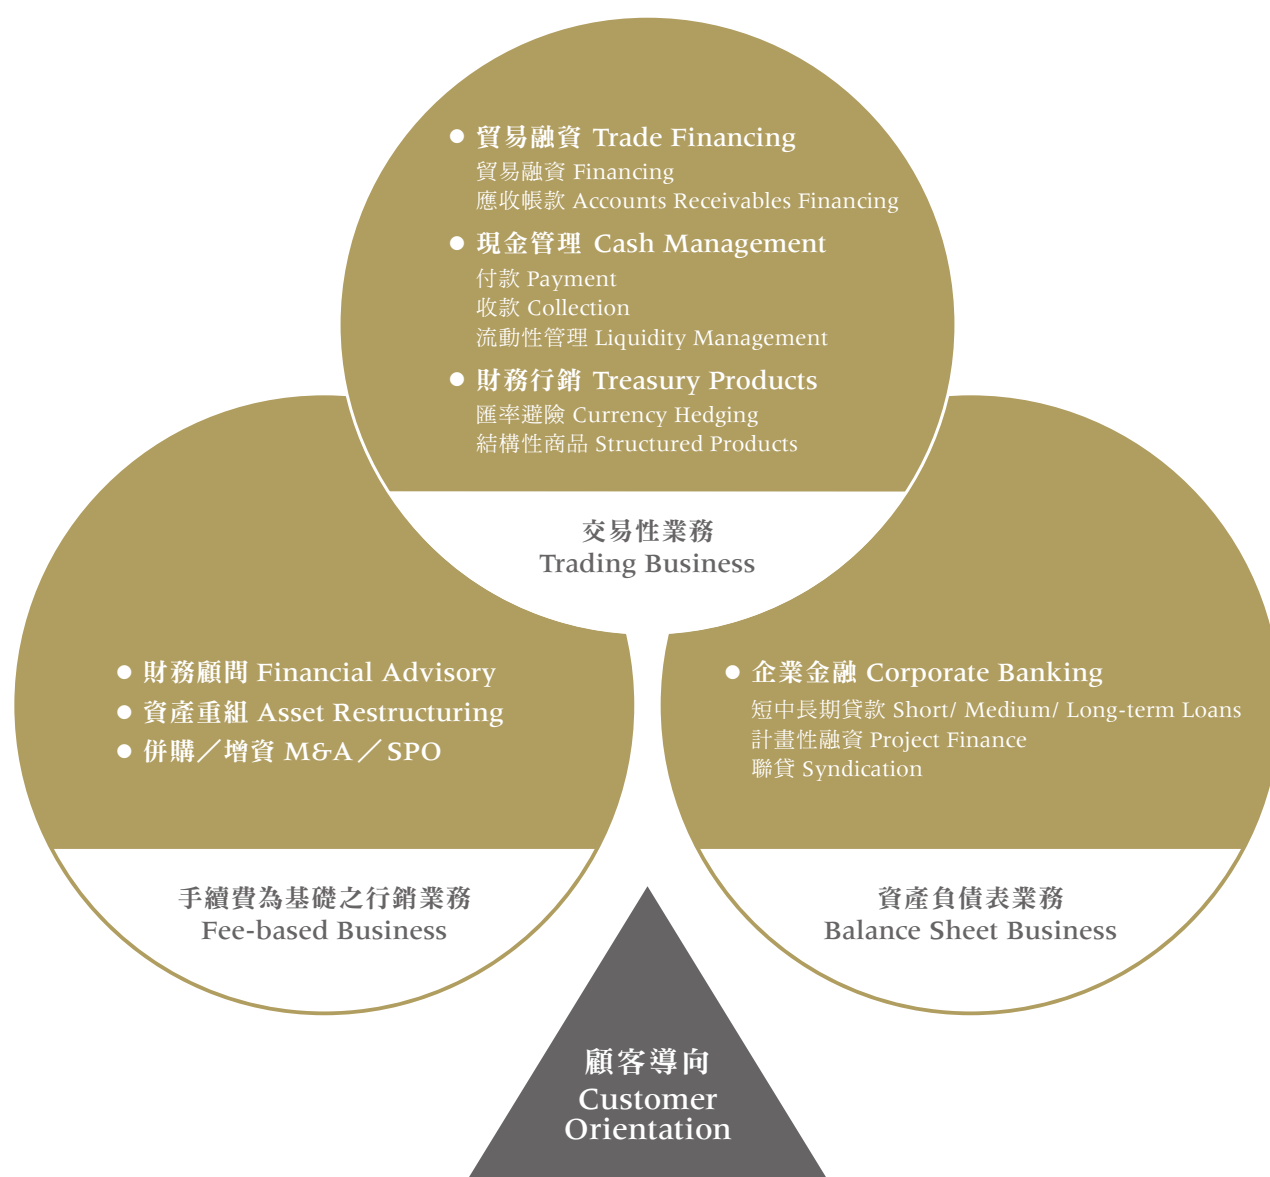 ● 貿易融資 Trade Financing
貿易融資 Financing
應收帳款 Accounts Receivables Financing
● 現金管理 Cash Management
付款 Payment
收款 Collection
流動性管理 Liquidity Management
● 財務行銷 Treasury Products
匯率避險 Currency Hedging
結構性商品 Structured Products
交易性業務
Trading Business
● 財務顧問 Financial Advisory
● 資產重組 Asset Restructuring
● 併購／增資 M&A／SPO
手續費為基礎之行銷業務
Fee-based Business
● 企業金融 Corporate Banking
短中長期貸款 Short/ Medium/ Long-term Loans
計畫性融資 Project Finance
聯貸 Syndication
資產負債表業務
Balance Sheet Business
顧客導向
Customer
Orientation